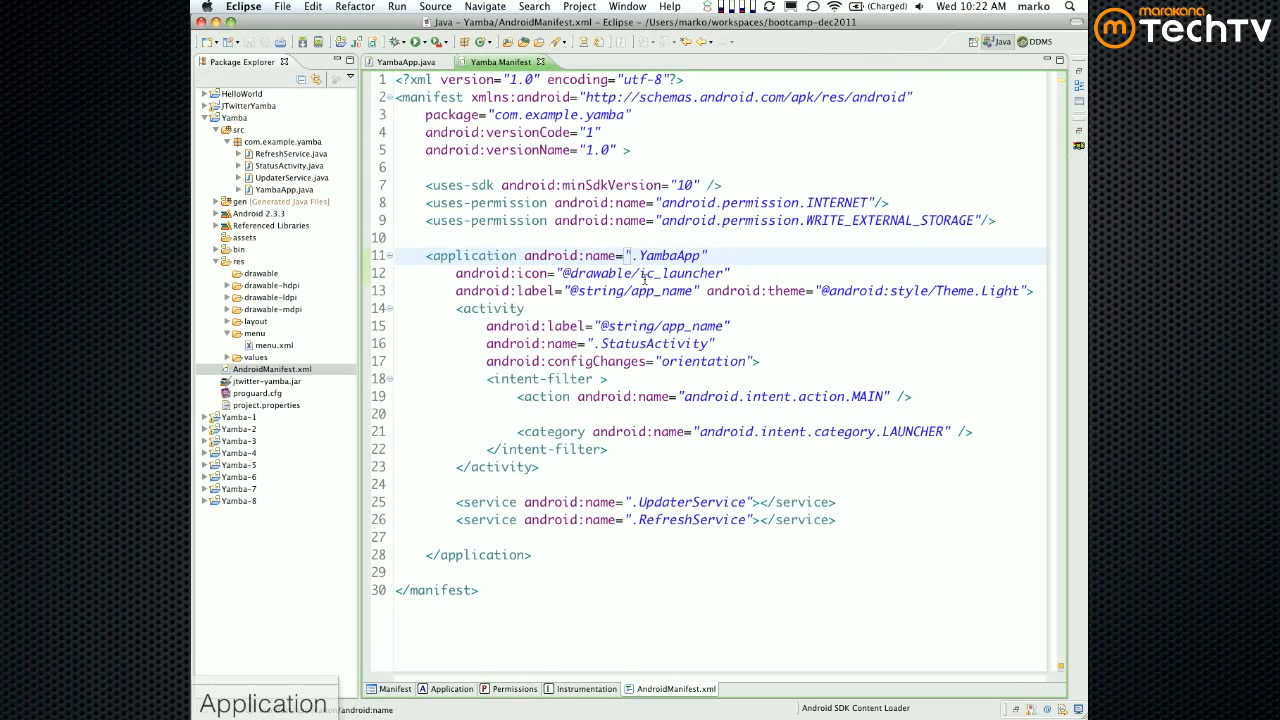 Eclipse File Edit Refactor Run Source Navigate Search Project Window Help (Charged) Wed 10:22 AM marko
marakana
TechTV
Java - Yamba/AndroidManifest.xml - Eclipse - /Users/marko/workspaces/bootcamp-dec2011
Java DDMS
Package Explorer
YambaApp.java Yamba Manifest
HelloWorld
JTwitterYamba
Yamba
src
com.example.yamba
RefreshService.java
StatusActivity.java
UpdaterService.java
YambaApp.java
gen [Generated Java Files]
Android 2.3.3
Referenced Libraries
assets
bin
res
drawable
drawable-hdpi
drawable-ldpi
drawable-mdpi
layout
menu
menu.xml
values
AndroidManifest.xml
jtwitter-yamba.jar
proguard.cfg
project.properties
Yamba-1
Yamba-2
Yamba-3
Yamba-4
Yamba-5
Yamba-6
Yamba-7
Yamba-8
1 <?xml version="1.0" encoding="utf-8"?>
2 <manifest xmlns:android="http://schemas.android.com/apk/res/android"
3 package="com.example.yamba"
4 android:versionCode="1"
5 android:versionName="1.0" >
6
7 <uses-sdk android:minSdkVersion="10" />
8 <uses-permission android:name="android.permission.INTERNET"/>
9 <uses-permission android:name="android.permission.WRITE_EXTERNAL_STORAGE"/>
10
11 <application android:name=".YambaApp"
12 android:icon="@drawable/ic_launcher"
13 android:label="@string/app_name" android:theme="@android:style/Theme.Light">
14 <activity
15 android:label="@string/app_name"
16 android:name=".StatusActivity"
17 android:configChanges="orientation">
18 <intent-filter >
19 <action android:name="android.intent.action.MAIN" />
20
21 <category android:name="android.intent.category.LAUNCHER" />
22 </intent-filter>
23 </activity>
24
25 <service android:name=".UpdaterService"></service>
26 <service android:name=".RefreshService"></service>
27
28 </application>
29
30 </manifest>
Manifest Application Permissions Instrumentation AndroidManifest.xml
Application
n/android:name
Android SDK Content Loader